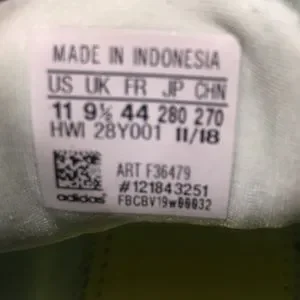 MADE IN INDONESIA
US UK FR JP CHN
11 9½ 44 280 270
HWI 28Y001 11/18
ART F36479
#121843251
adidas